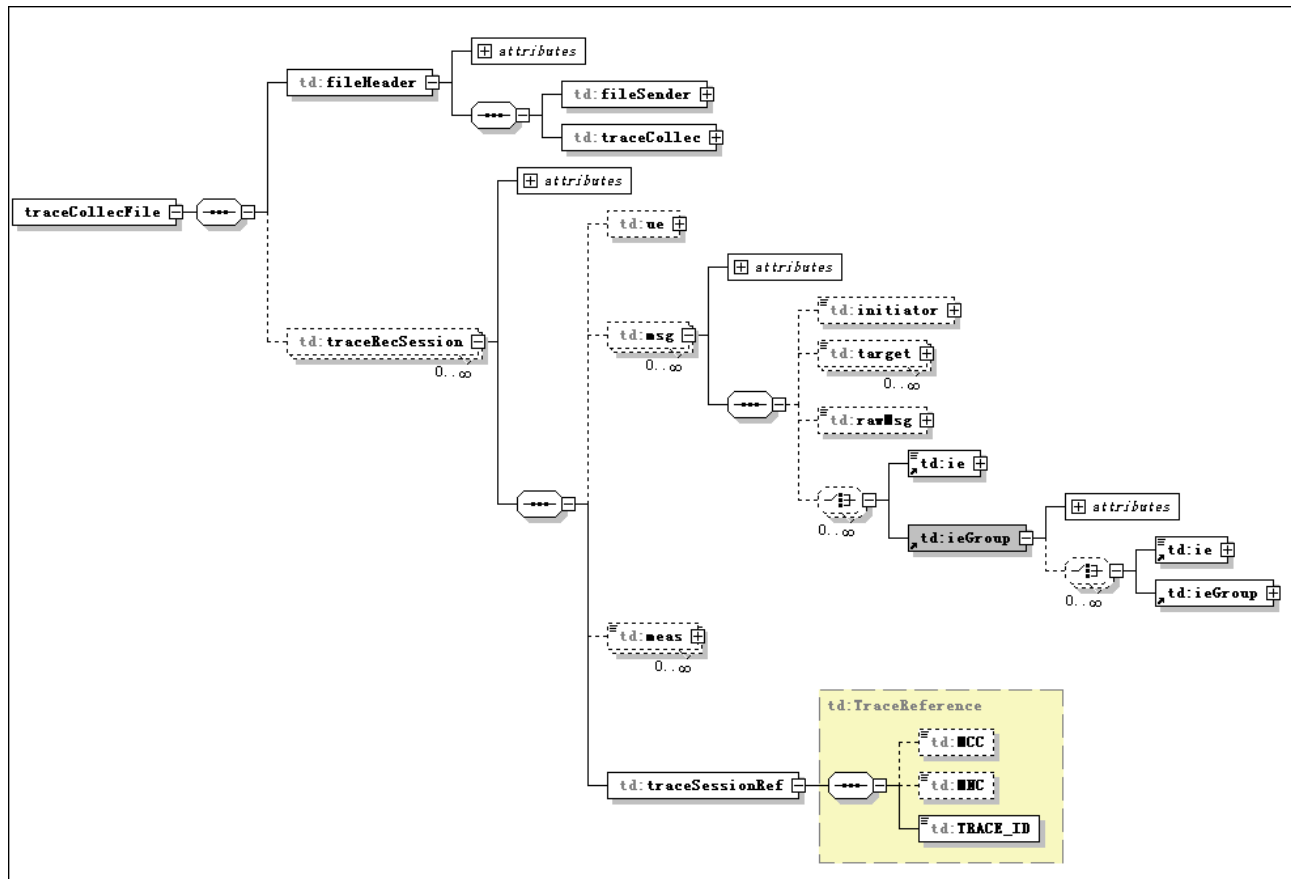 attributes
td:fileHeader
td:fileSender
td:traceCollec
attributes
traceCollecFile
td:ue
attributes
td:initiator
td:traceRecSession
0..∞
td:msg
0..∞
td:target
0..∞
td:rawMsg
td:ie
attributes
0..∞
td:ieGroup
td:ie
0..∞
td:ieGroup
td:meas
0..∞
td:TraceReference
td:MCC
td:traceSessionRef
td:MNC
td:TRACE_ID